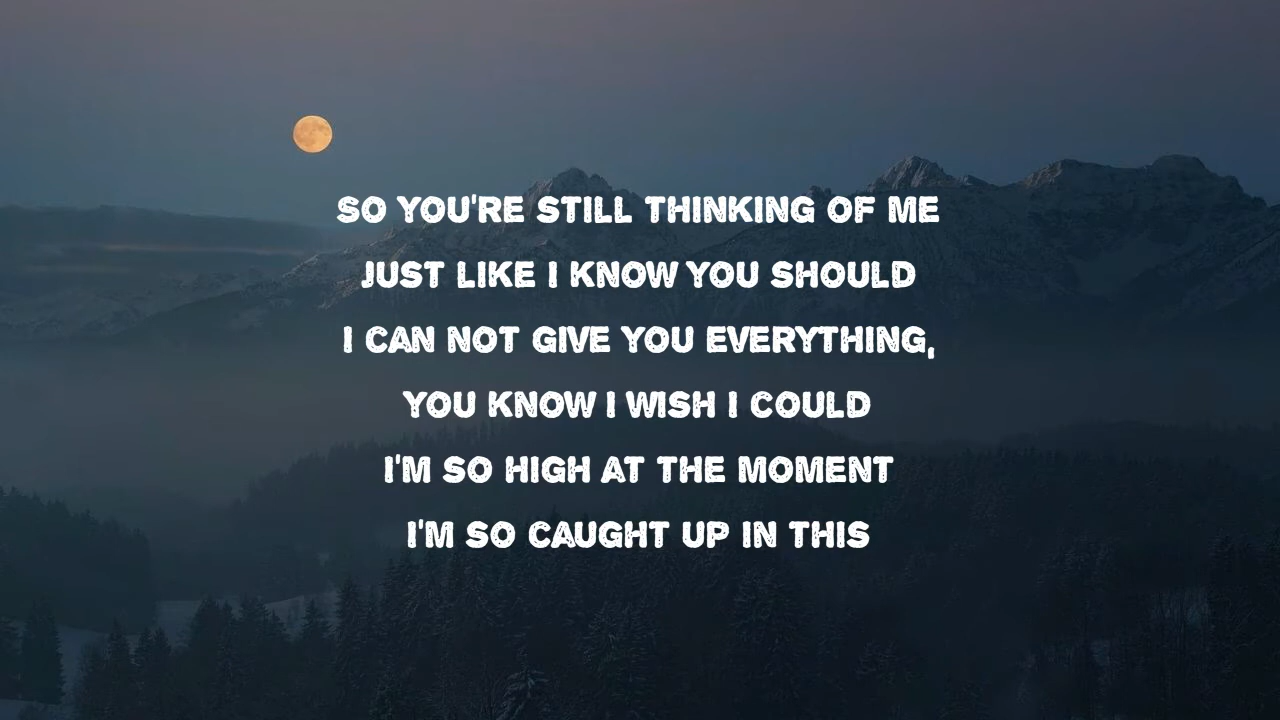 SO YOU'RE STILL THINKING OF ME
JUST LIKE I KNOW YOU SHOULD
I CAN NOT GIVE YOU EVERYTHING,
YOU KNOW I WISH I COULD
I'M SO HIGH AT THE MOMENT
I'M SO CAUGHT UP IN THIS